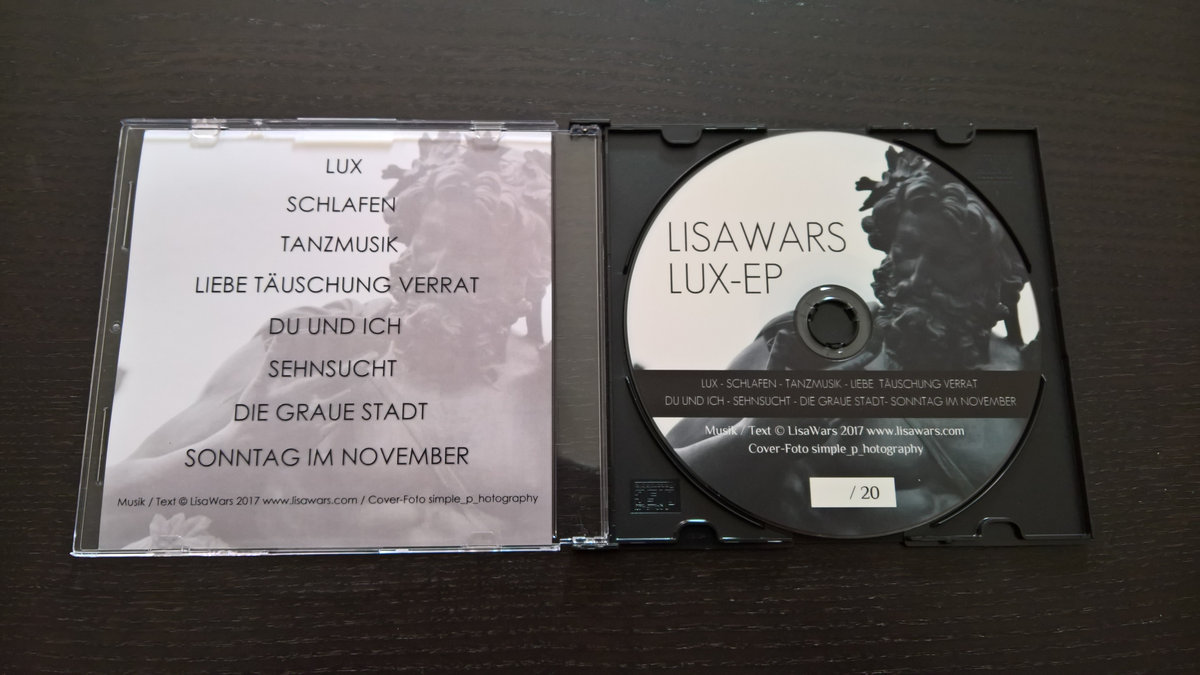 LUX
SCHLAFEN
TANZMUSIK
LIEBE TÄUSCHUNG VERRAT
DU UND ICH
SEHNSUCHT
DIE GRAUE STADT
SONNTAG IM NOVEMBER
Musik / Text © LisaWars 2017 www.lisawars.com / Cover-Foto simple_p_hotography
LISAWARS
LUX-EP
LUX - SCHLAFEN - TANZMUSIK - LIEBE TÄUSCHUNG VERRAT
DU UND ICH - SEHNSUCHT - DIE GRAUE STADT- SONNTAG IM NOVEMBER
Musik / Text © LisaWars 2017 www.lisawars.com
Cover-Foto simple_p_hotography
/ 20